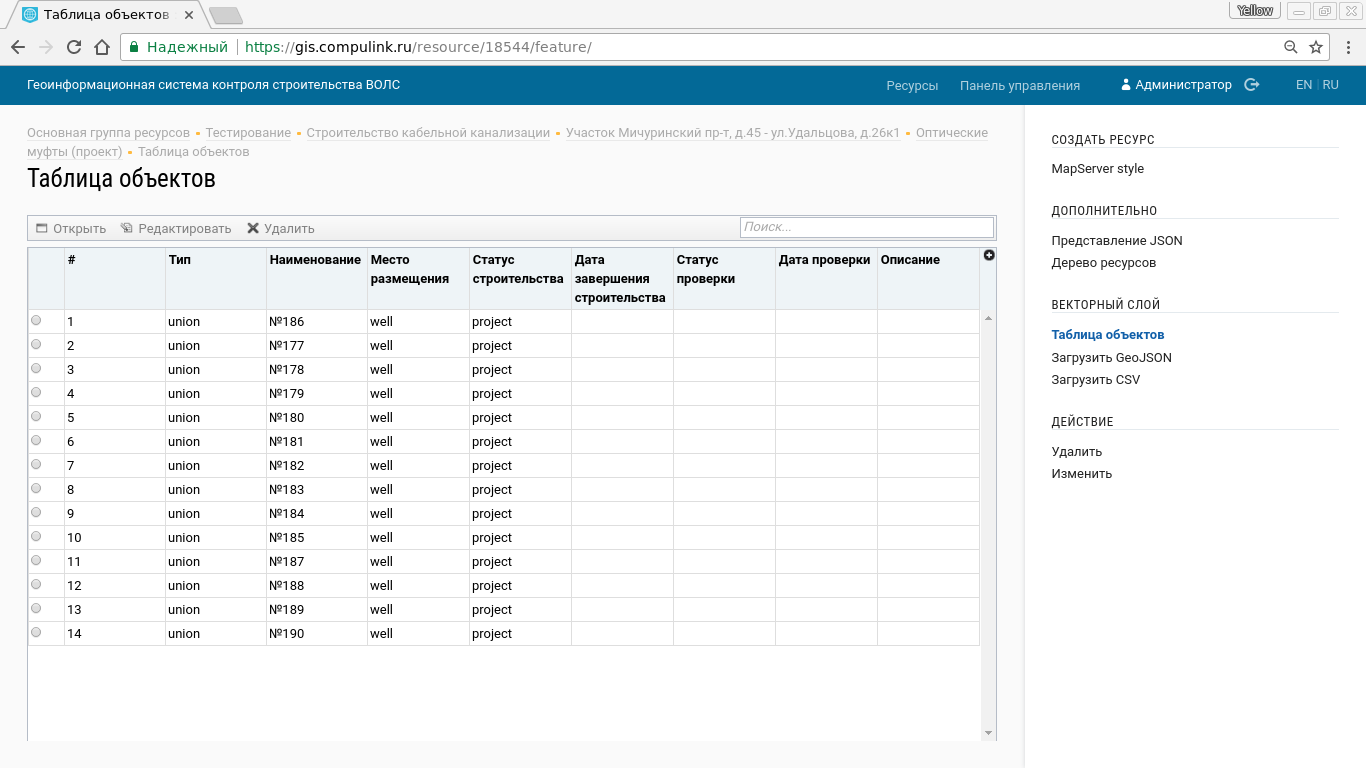 Таблица объектов
Yellow
Надежный https://gis.compulink.ru/resource/18544/feature/
Геоинформационная система контроля строительства ВОЛС Ресурсы Панель управления Администратор EN RU
Основная группа ресурсов Тестирование Строительство кабельной канализации Участок Мичуринский пр-т, д.45 - ул.Удальцова, д.26к1 Оптические
муфты (проект) Таблица объектов
Таблица объектов
Открыть Редактировать Удалить Поиск...
# Тип Наименование Место размещения Статус строительства Дата завершения строительства Статус проверки Дата проверки Описание
1 union №186 well project
2 union №177 well project
3 union №178 well project
4 union №179 well project
5 union №180 well project
6 union №181 well project
7 union №182 well project
8 union №183 well project
9 union №184 well project
10 union №185 well project
11 union №187 well project
12 union №188 well project
13 union №189 well project
14 union №190 well project
СОЗДАТЬ РЕСУРС
MapServer style
ДОПОЛНИТЕЛЬНО
Представление JSON
Дерево ресурсов
ВЕКТОРНЫЙ СЛОЙ
Таблица объектов
Загрузить GeoJSON
Загрузить CSV
ДЕЙСТВИЕ
Удалить
Изменить